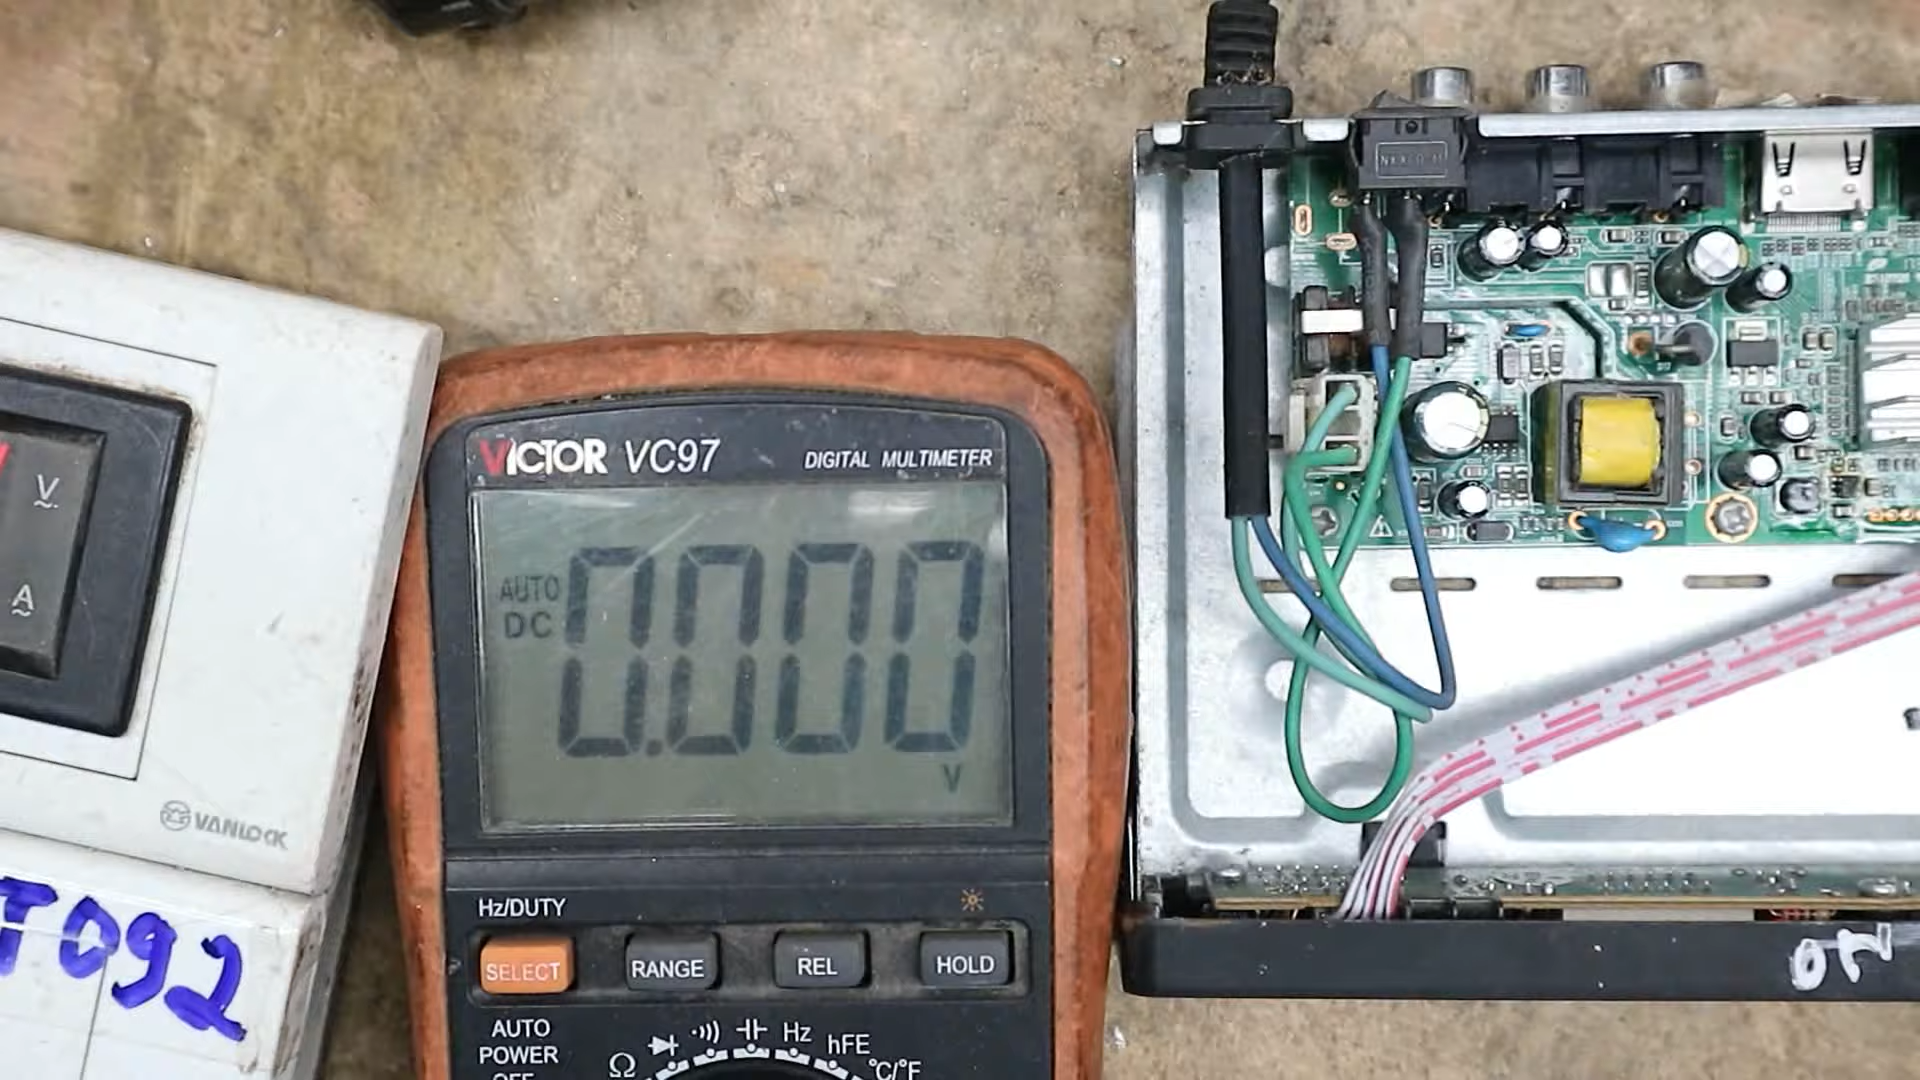 V
A
VANLOCK
T092
VICTOR VC97
DIGITAL MULTIMETER
AUTO
DC
0.000
V
Hz/DUTY
SELECT
RANGE
REL
HOLD
AUTO
POWER
OFF
Ω
Hz
hFE
°C/°F